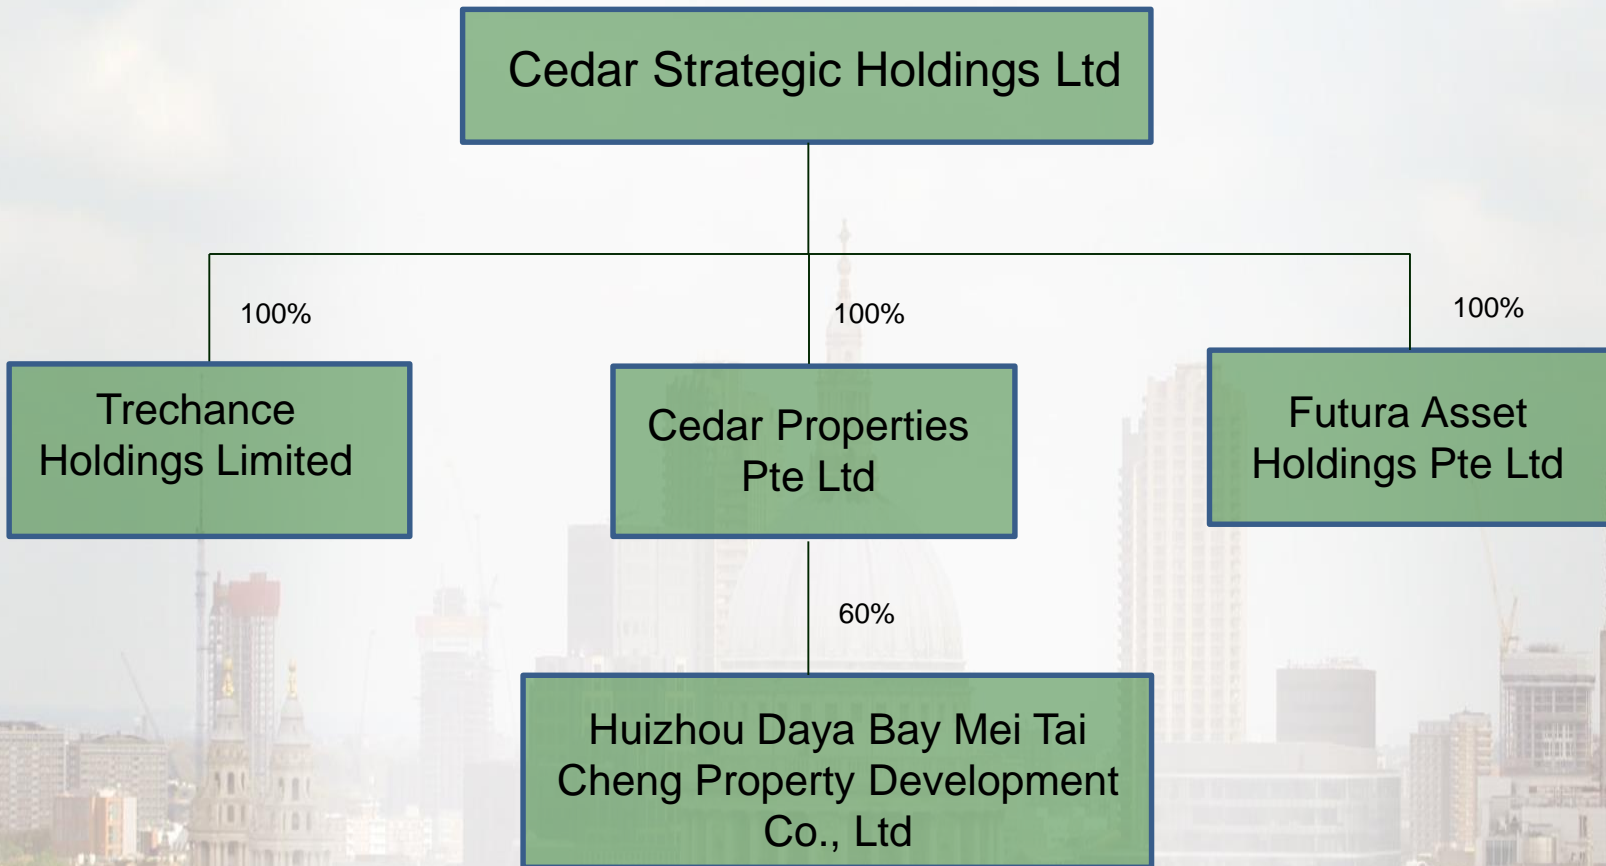 Cedar Strategic Holdings Ltd
100%
100%
100%
Trechance
Holdings Limited
Cedar Properties
Pte Ltd
Futura Asset
Holdings Pte Ltd
60%
Huizhou Daya Bay Mei Tai
Cheng Property Development
Co., Ltd